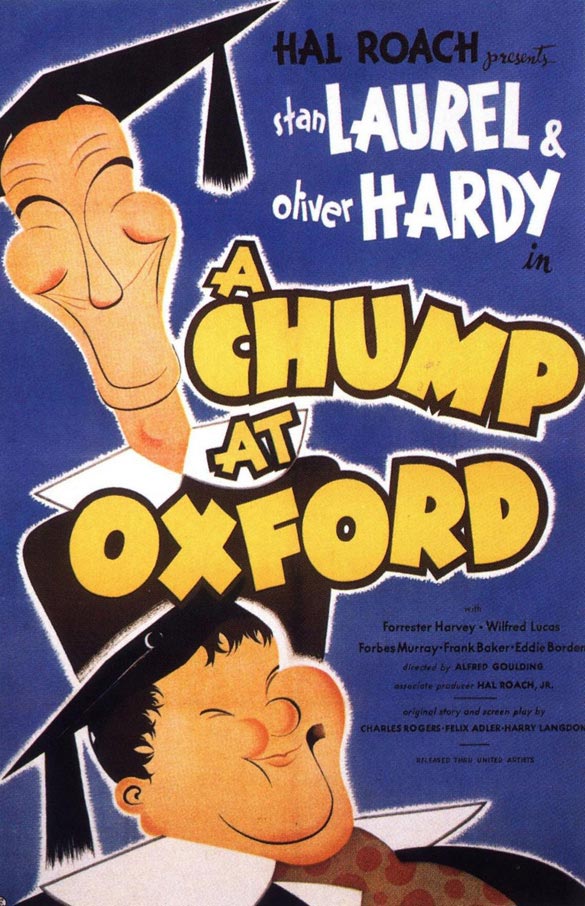 HAL ROACH presents
stan LAUREL &
oliver HARDY
in
A
CHUMP
AT
OXFORD
with
Forrester Harvey • Wilfred Lucas
Forbes Murray • Frank Baker • Eddie Borden
directed by ALFRED GOULDING
associate producer HAL ROACH, JR.
original story and screen play by
CHARLES ROGERS • FELIX ADLER • HARRY LANGDON
RELEASED THRU UNITED ARTISTS